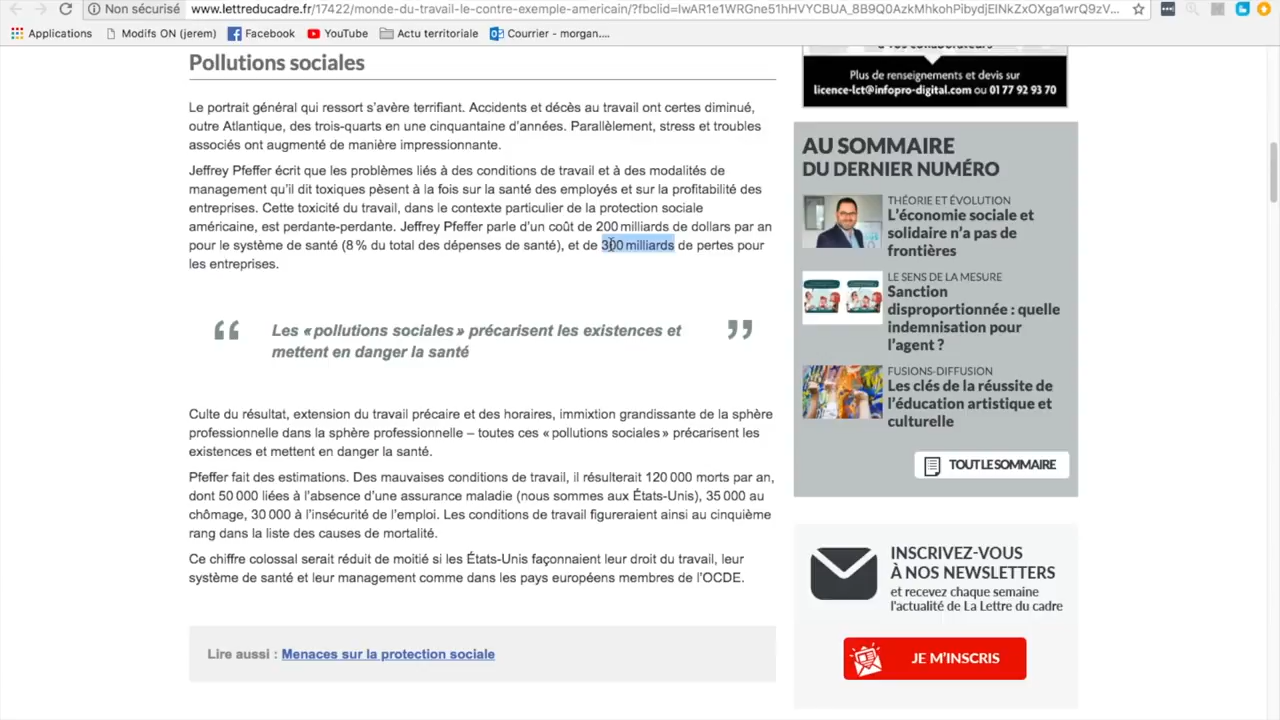 Non sécurisé
www.lettreducadre.fr/17422/monde-du-travail-le-contre-exemple-americain/?fbclid=IwAR1e1WRGne51hHVYCBUA_8B9Q0AzkMhkohPibydjElNkZxOXga1wrQ9zV...
Applications
Modifs ON (jerem)
Facebook
YouTube
Actu territoriale
Courrier - morgan....
Pollutions sociales
Le portrait général qui ressort s'avère terrifiant. Accidents et décès au travail ont certes diminué,
outre Atlantique, des trois-quarts en une cinquantaine d'années. Parallèlement, stress et troubles
associés ont augmenté de manière impressionnante.
Jeffrey Pfeffer écrit que les problèmes liés à des conditions de travail et à des modalités de
management qu'il dit toxiques pèsent à la fois sur la santé des employés et sur la profitabilité des
entreprises. Cette toxicité du travail, dans le contexte particulier de la protection sociale
américaine, est perdante-perdante. Jeffrey Pfeffer parle d'un coût de 200 milliards de dollars par an
pour le système de santé (8 % du total des dépenses de santé), et de 300 milliards de pertes pour
les entreprises.
“ Les « pollutions sociales » précarisent les existences et ”
mettent en danger la santé
Culte du résultat, extension du travail précaire et des horaires, immixtion grandissante de la sphère
professionnelle dans la sphère professionnelle – toutes ces « pollutions sociales » précarisent les
existences et mettent en danger la santé.
Pfeffer fait des estimations. Des mauvaises conditions de travail, il résulterait 120 000 morts par an,
dont 50 000 liées à l'absence d'une assurance maladie (nous sommes aux États-Unis), 35 000 au
chômage, 30 000 à l'insécurité de l'emploi. Les conditions de travail figureraient ainsi au cinquième
rang dans la liste des causes de mortalité.
Ce chiffre colossal serait réduit de moitié si les États-Unis façonnaient leur droit du travail, leur
système de santé et leur management comme dans les pays européens membres de l'OCDE.
Lire aussi : Menaces sur la protection sociale
à vos collaborateurs
Plus de renseignements et devis sur
licence-lct@infopro-digital.com ou 01 77 92 93 70
AU SOMMAIRE
DU DERNIER NUMÉRO
THÉORIE ET ÉVOLUTION
L'économie sociale et
solidaire n'a pas de
frontières
LE SENS DE LA MESURE
Sanction
disproportionnée : quelle
indemnisation pour
l'agent ?
FUSIONS-DIFFUSION
Les clés de la réussite de
l'éducation artistique et
culturelle
TOUT LE SOMMAIRE
INSCRIVEZ-VOUS
À NOS NEWSLETTERS
et recevez chaque semaine
l'actualité de La Lettre du cadre
JE M'INSCRIS